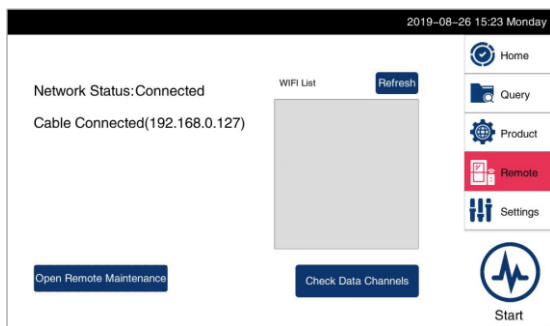 2019-08-26 15:23 Monday
Network Status:Connected
Cable Connected(192.168.0.127)
WIFI List
Refresh
Open Remote Maintenance
Check Data Channels
Home
Query
Product
Remote
Settings
Start